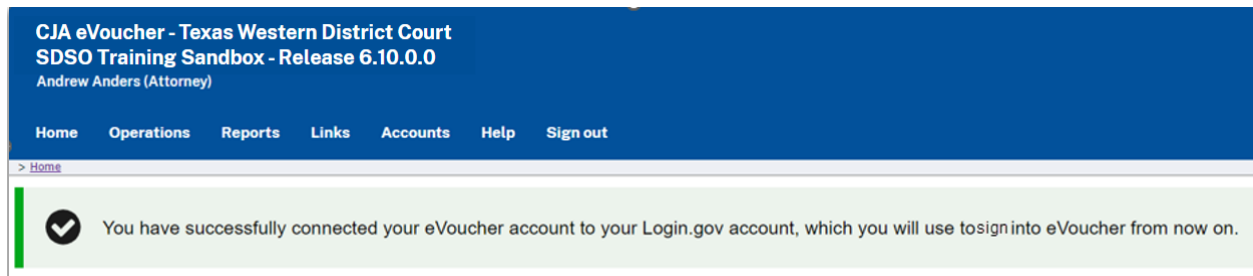 CJA eVoucher - Texas Western District Court
SDSO Training Sandbox - Release 6.10.0.0
Andrew Anders (Attorney)
Home Operations Reports Links Accounts Help Sign out
> Home
You have successfully connected your eVoucher account to your Login.gov account, which you will use tosign into eVoucher from now on.